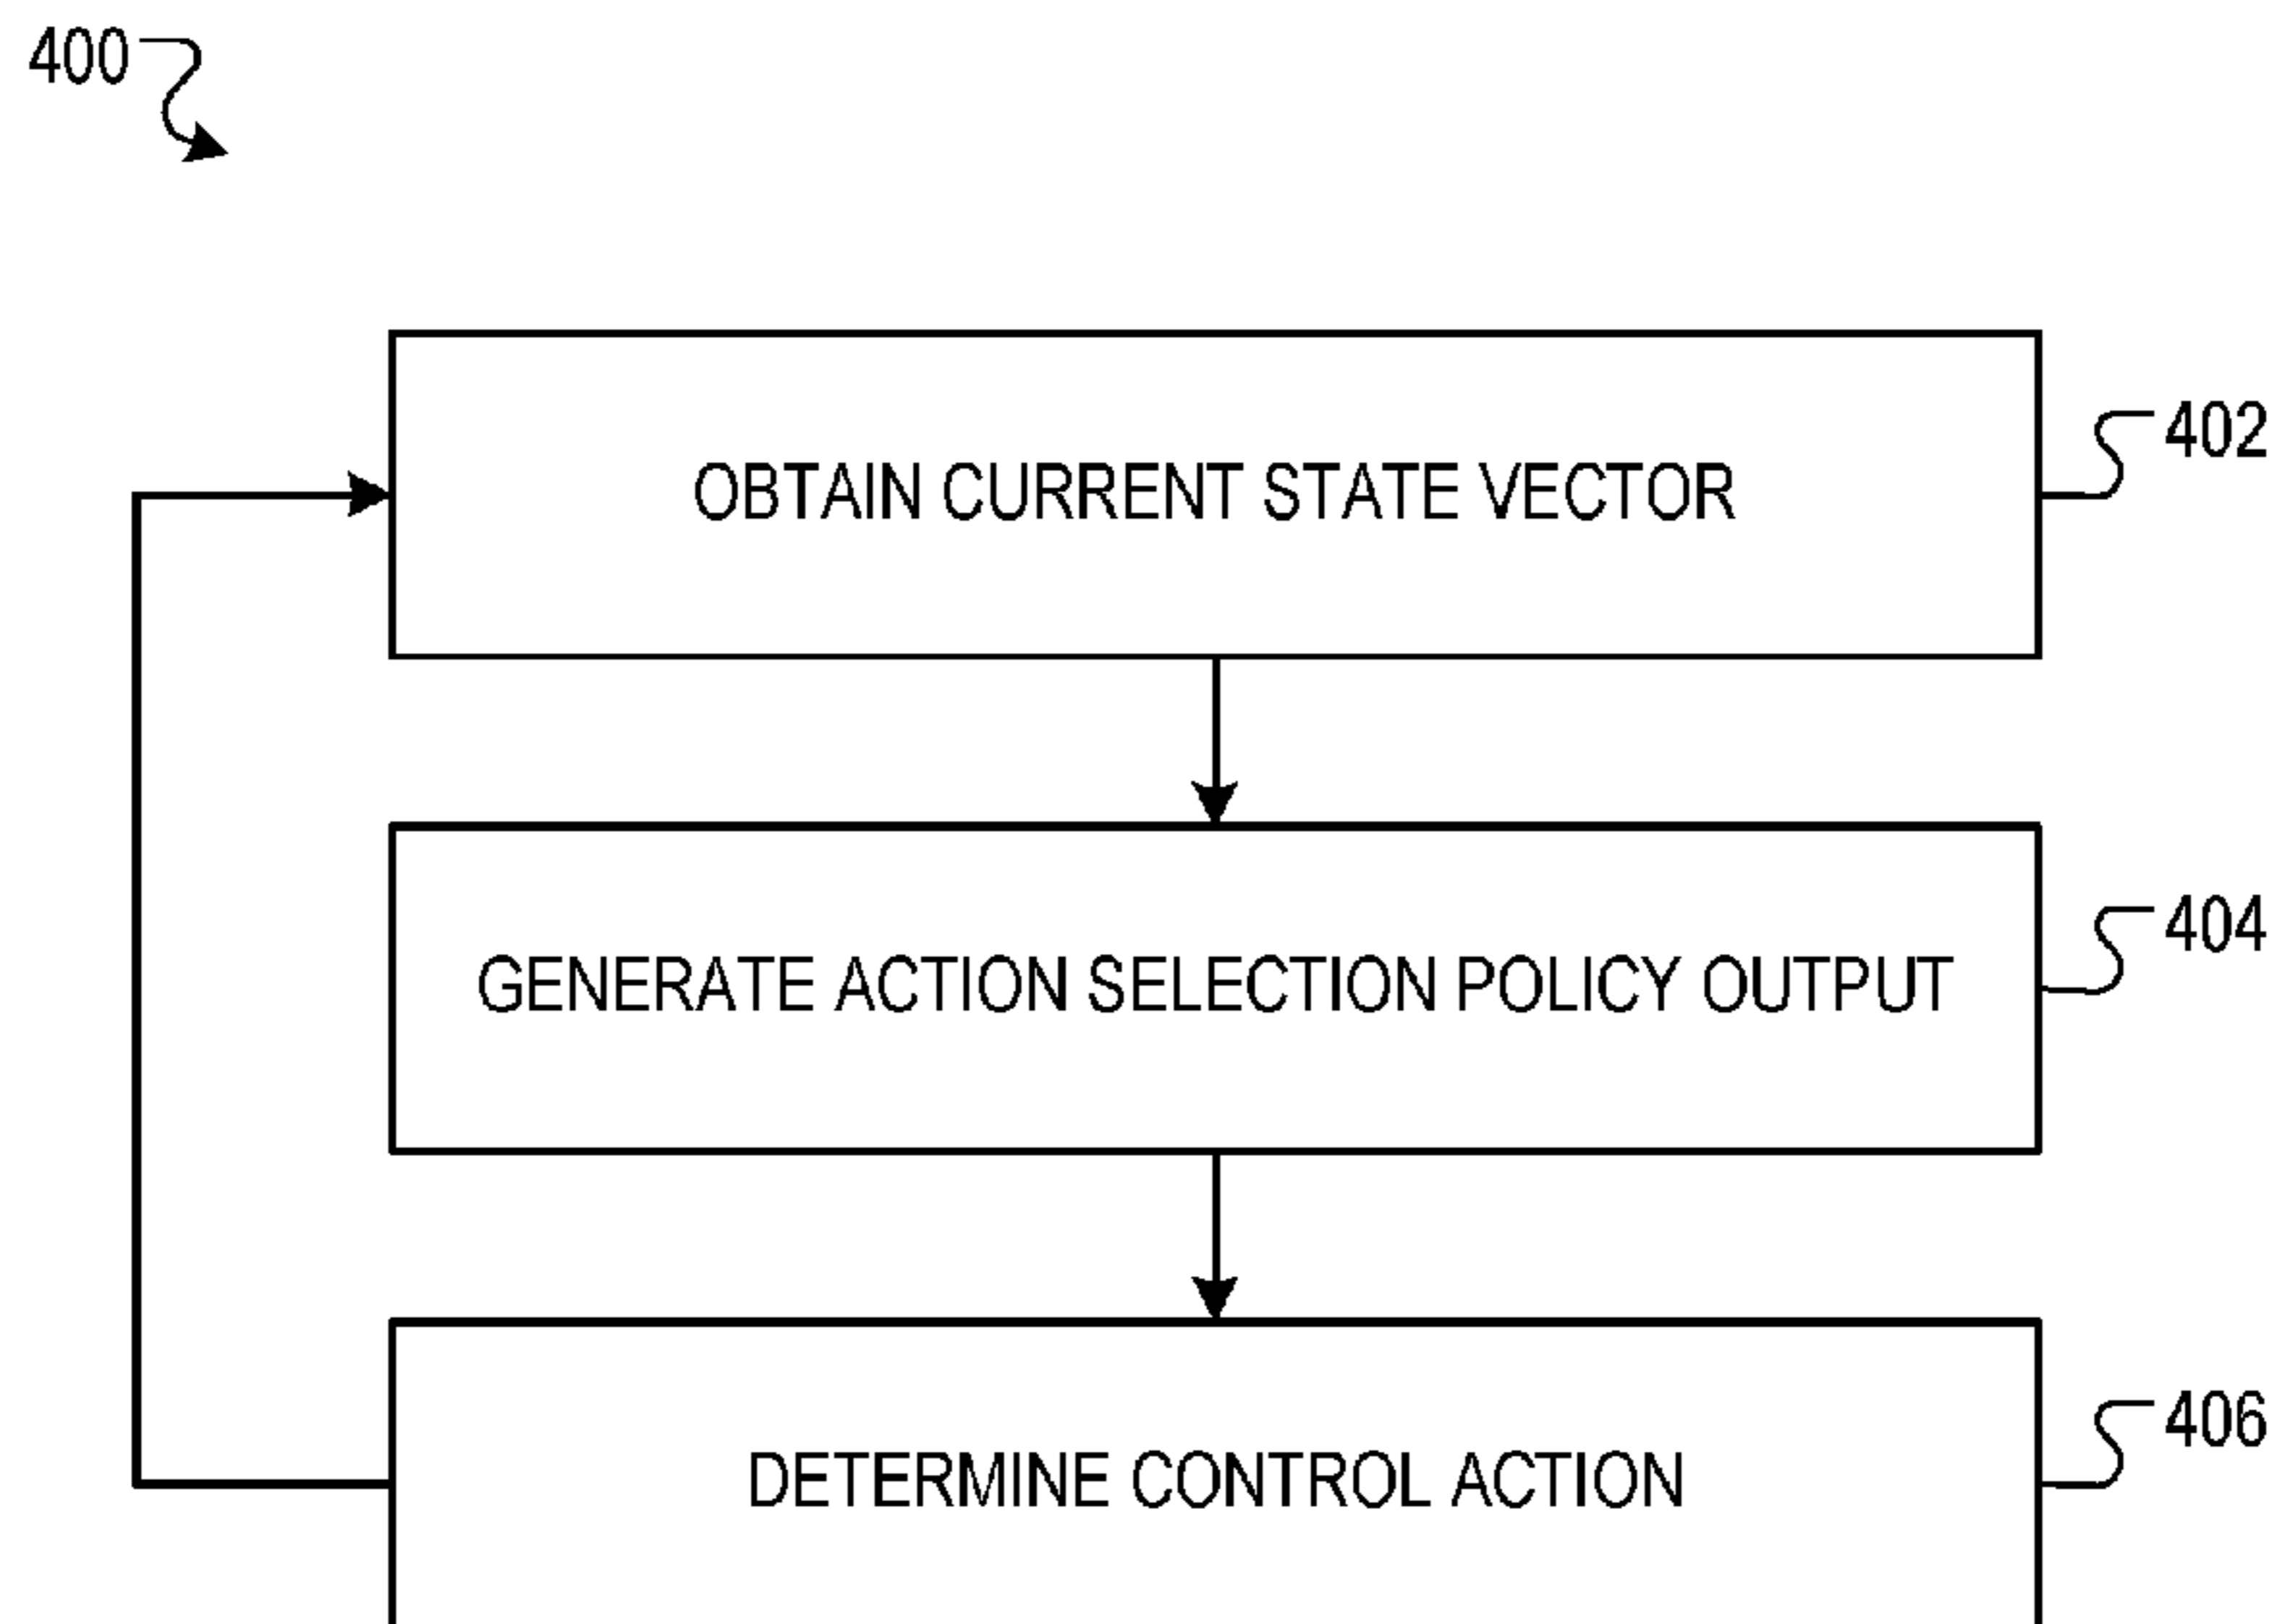 400
OBTAIN CURRENT STATE VECTOR
402
GENERATE ACTION SELECTION POLICY OUTPUT
404
DETERMINE CONTROL ACTION
406